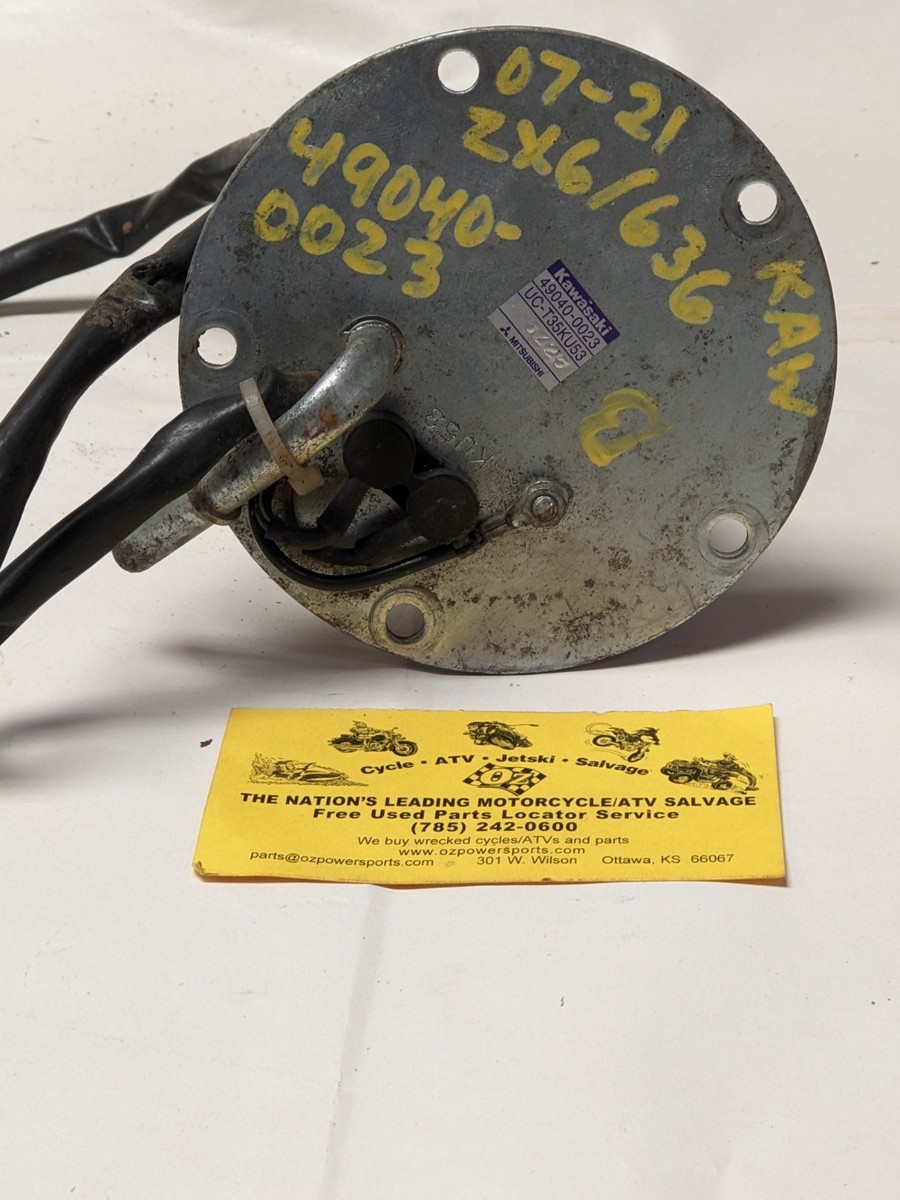 07-21
ZX6/636
KAW
49040-
0023
B
Kawasaki
49040-0023
UC-T35KU53
MITSUBISHI
KU53
Cycle • ATV • Jetski • Salvage
OZ
THE NATION'S LEADING MOTORCYCLE/ATV SALVAGE
Free Used Parts Locator Service
(785) 242-0600
We buy wrecked cycles/ATVs and parts
www.ozpowersports.com
parts@ozpowersports.com 301 W. Wilson Ottawa, KS 66067